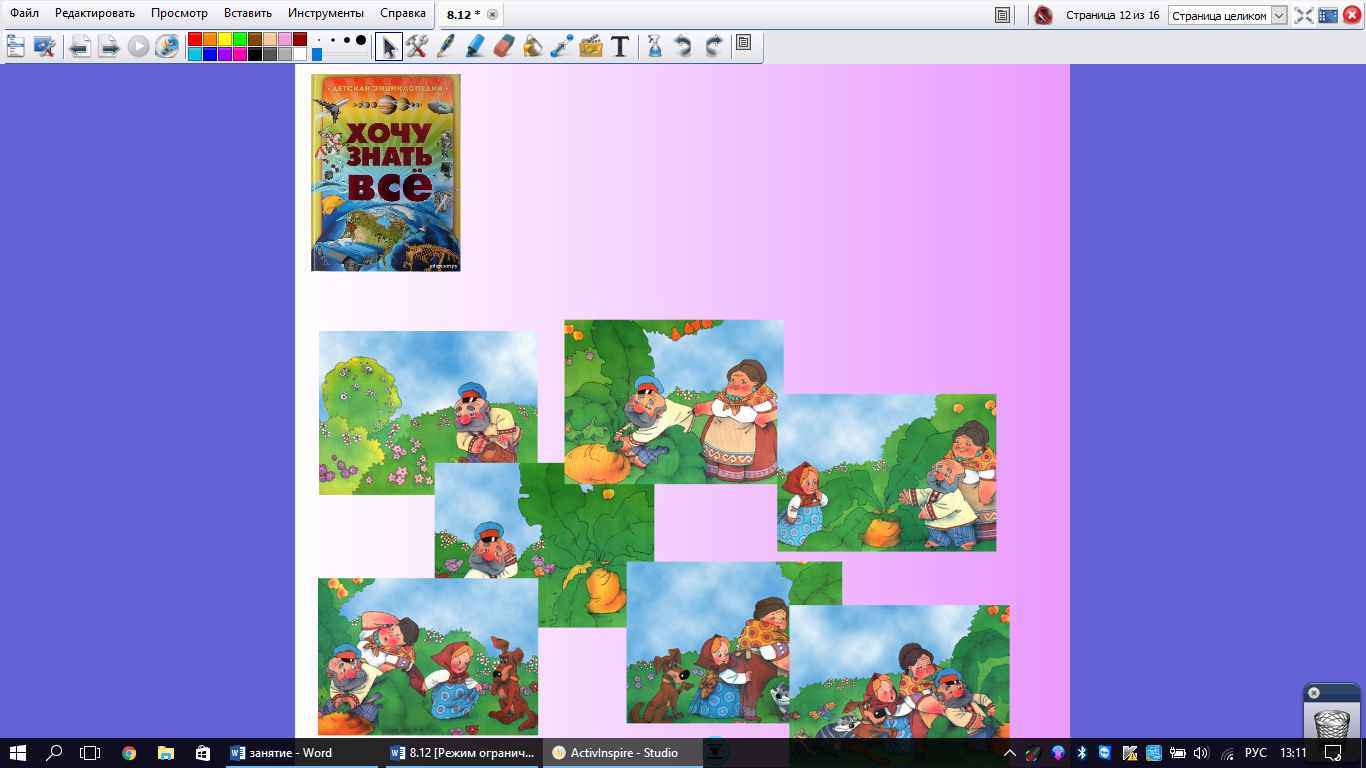 Файл Редактировать Просмотр Вставить Инструменты Справка 8.12 * Страница 12 из 16 Страница целиком
T
• ДЕТСКАЯ ЭНЦИКЛОПЕДИЯ •
ХОЧУ
ЗНАТЬ
ВСЁ
занятие - Word 8.12 [Режим огранич... ActivInspire - Studio РУС 13:11